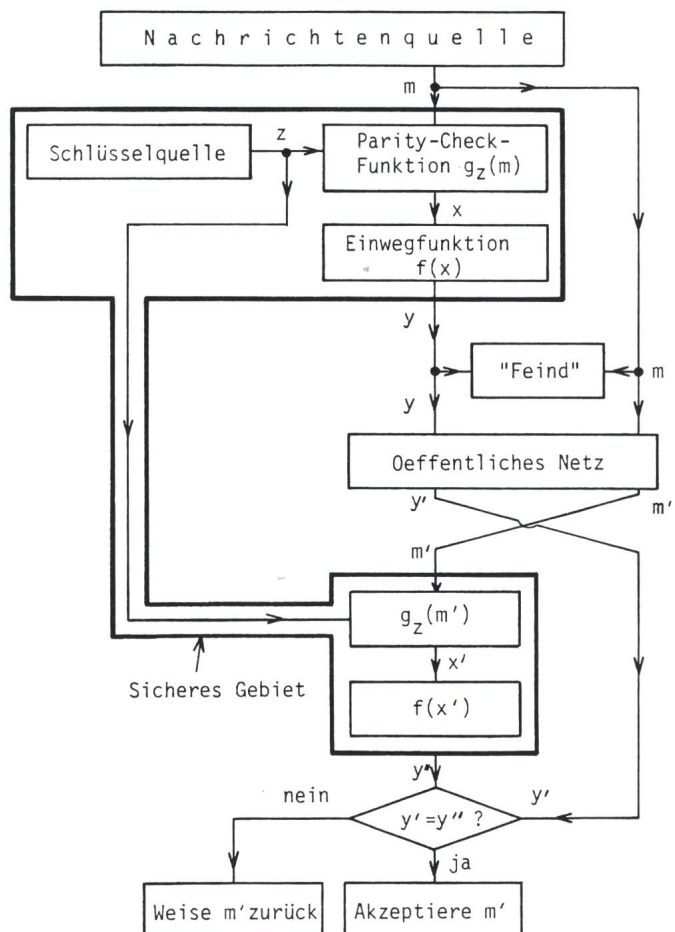 Nachrichtenquelle
m
Schlüsselquelle
z
Parity-Check-
Funktion g_z(m)
x
Einwegfunktion
f(x)
y
"Feind"
m
y
Oeffentliches Netz
y'
m'
m'
g_z(m')
x'
Sicheres Gebiet
f(x')
y"
nein
y'
y'=y" ?
ja
Weise m'zurück
Akzeptiere m'